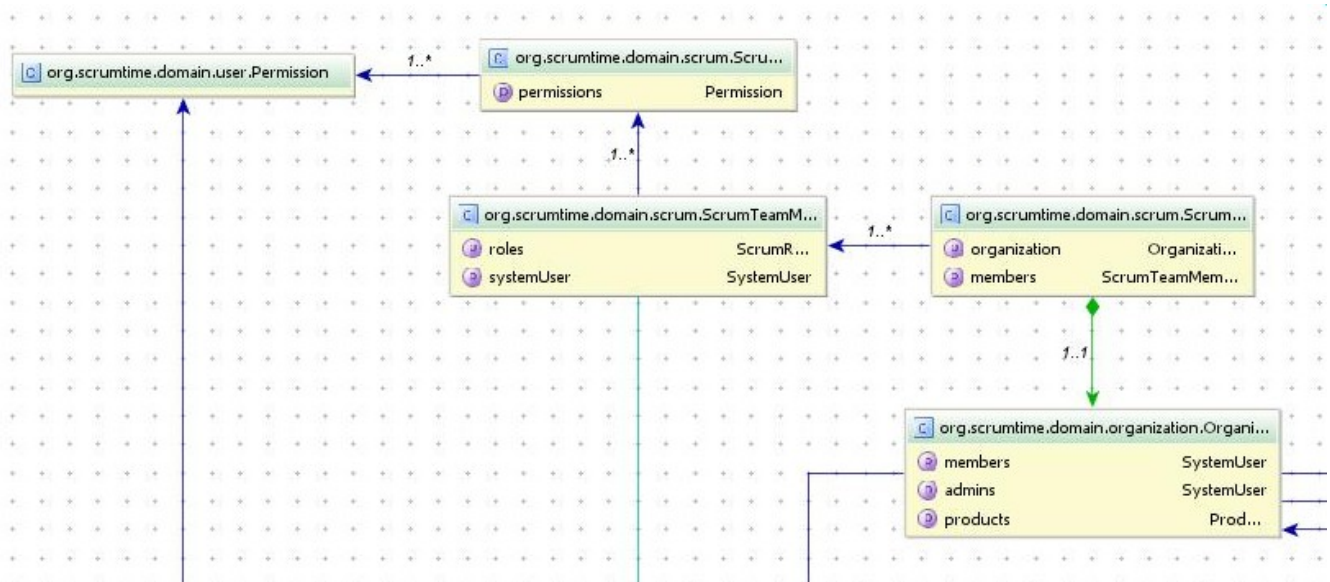 org.scrumtime.domain.user.Permission
1..*
org.scrumtime.domain.scrum.Scru...
permissions Permission
1..*
org.scrumtime.domain.scrum.ScrumTeamM...
roles ScrumR...
systemUser SystemUser
1..*
org.scrumtime.domain.scrum.Scrum...
organization Organizati...
members ScrumTeamMem...
1..1
org.scrumtime.domain.organization.Organi...
members SystemUser
admins SystemUser
products Prod...